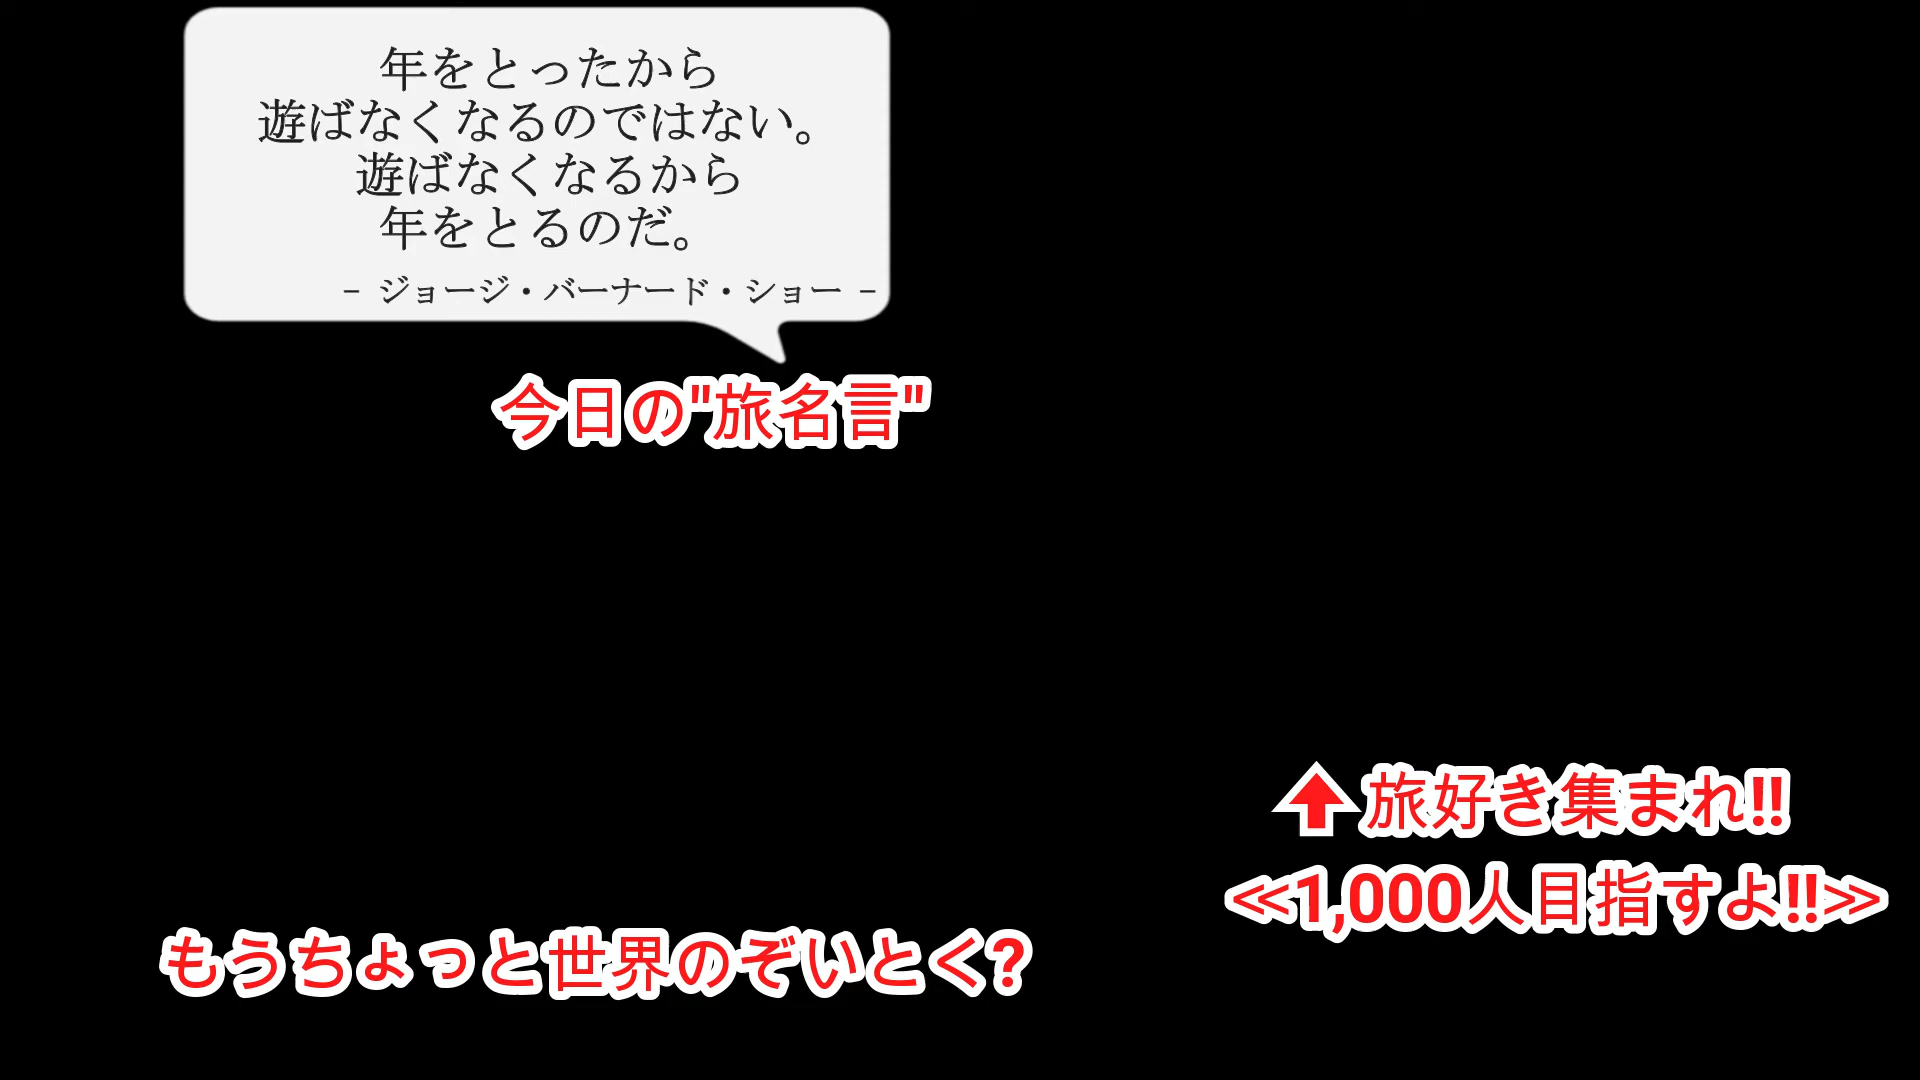 年をとったから
遊ばなくなるのではない。
遊ばなくなるから
年をとるのだ。
– ジョージ・バーナード・ショー –
今日の"旅名言"
⬆旅好き集まれ‼
≪1,000人目指すよ‼≫
もうちょっと世界のぞいとく?